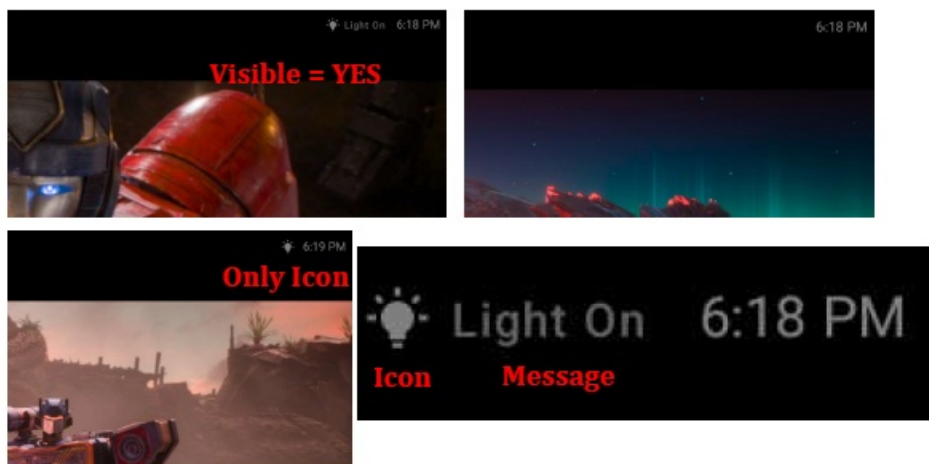 Light On 6:18 PM
Visible = YES
6:18 PM
6:19 PM
Only Icon
Light On 6:18 PM
Icon Message